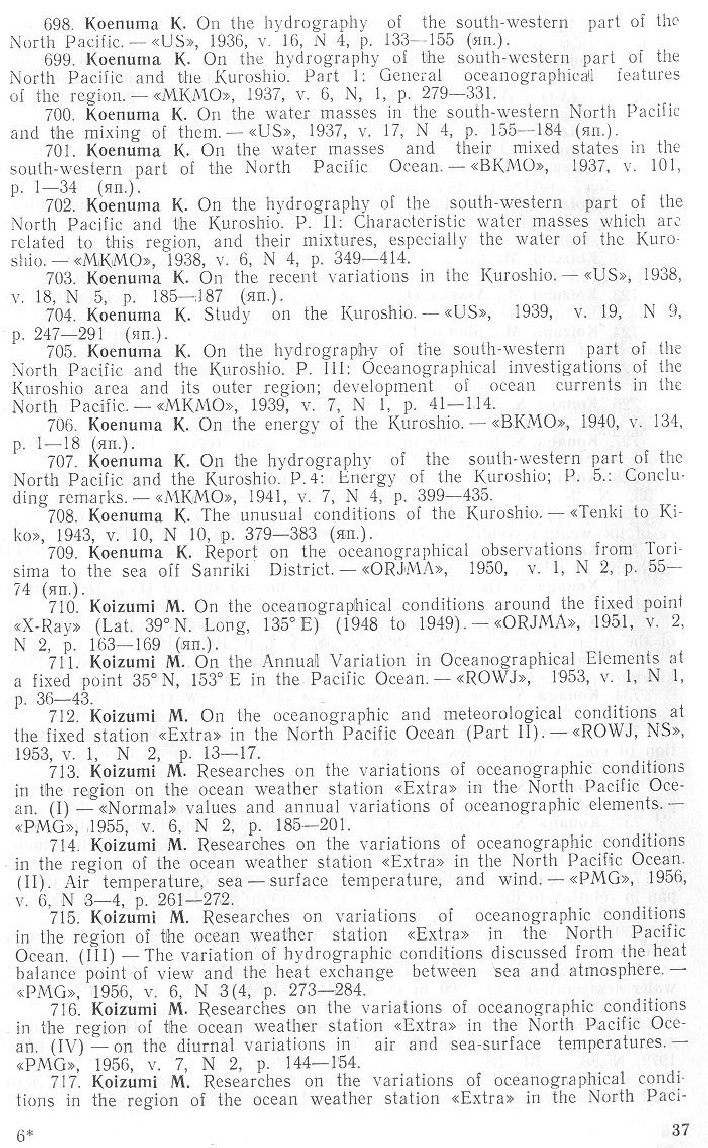 698. Koenuma K. On the hydrography of the south-western part of the
North Pacific. — «US», 1936, v. 16, N 4, p. 133—155 (яп.).
699. Koenuma K. On the hydrography of the south-western part of the
North Pacific and the Kuroshio. Part 1: General oceanographical features
of the region. — «MKMO», 1937, v. 6, N, 1, p. 279—331.
700. Koenuma K. On the water masses in the south-western North Pacific
and the mixing of them. — «US», 1937, v. 17, N 4, p. 155—184 (яп.).
701. Koenuma K. On the water masses and their mixed states in the
south-western part of the North Pacific Ocean. — «BKMO», 1937, v. 101,
p. 1—34 (яп.).
702. Koenuma K. On the hydrography of the south-western part of the
North Pacific and the Kuroshio. P. II: Characteristic water masses which are
related to this region, and their mixtures, especially the water of the Kuro-
shio. — «MKMO», 1938, v. 6, N 4, p. 349—414.
703. Koenuma K. On the recent variations in the Kuroshio. — «US», 1938,
v. 18, N 5, p. 185—187 (яп.).
704. Koenuma K. Study on the Kuroshio. — «US», 1939, v. 19, N 9,
p. 247—291 (яп.).
705. Koenuma K. On the hydrography of the south-western part of the
North Pacific and the Kuroshio. P. III: Oceanographical investigations of the
Kuroshio area and its outer region; development of ocean currents in the
North Pacific. — «MKMO», 1939, v. 7, N 1, p. 41—114.
706. Koenuma K. On the energy of the Kuroshio. — «BKMO», 1940, v. 134,
p. 1—18 (яп.).
707. Koenuma K. On the hydrography of the south-western part of the
North Pacific and the Kuroshio. P. 4: Energy of the Kuroshio; P. 5.: Conclu-
ding remarks. — «MKMO», 1941, v. 7, N 4, p. 399—435.
708. Koenuma K. The unusual conditions of the Kuroshio. — «Tenki to Ki-
ko», 1943, v. 10, N 10, p. 379—383 (яп.).
709. Koenuma K. Report on the oceanographical observations from Tori-
sima to the sea off Sanriki District. — «ORJMA», 1950, v. 1, N 2, p. 55—
74 (яп.).
710. Koizumi M. On the oceanographical conditions around the fixed point
«X-Ray» (Lat. 39° N. Long, 135° E) (1948 to 1949). — «ORJMA», 1951, v. 2,
N 2, p. 163—169 (яп.).
711. Koizumi M. On the Annual Variation in Oceanographical Elements at
a fixed point 35° N, 153° E in the Pacific Ocean. — «ROWJ», 1953, v. 1, N 1,
p. 36—43.
712. Koizumi M. On the oceanographic and meteorological conditions at
the fixed station «Extra» in the North Pacific Ocean (Part II). — «ROWJ, NS»,
1953, v. 1, N 2, p. 13—17.
713. Koizumi M. Researches on the variations of oceanographic conditions
in the region on the ocean weather station «Extra» in the North Pacific Oce-
an. (I) — «Normal» values and annual variations of oceanographic elements. —
«PMG», 1955, v. 6, N 2, p. 185—201.
714. Koizumi M. Researches on the variations of oceanographic conditions
in the region of the ocean weather station «Extra» in the North Pacific Ocean.
(II). Air temperature, sea — surface temperature, and wind. — «PMG», 1956,
v. 6, N 3—4, p. 261—272.
715. Koizumi M. Researches on variations of oceanographic conditions
in the region of the ocean weather station «Extra» in the North Pacific
Ocean. (III) — The variation of hydrographic conditions discussed from the heat
balance point of view and the heat exchange between sea and atmosphere. —
«PMG», 1956, v. 6, N 3(4, p. 273—284.
716. Koizumi M. Researches on the variations of oceanographic conditions
in the region of the ocean weather station «Extra» in the North Pacific Oce-
an. (IV) — on the diurnal variations in air and sea-surface temperatures. —
«PMG», 1956, v. 7, N 2, p. 144—154.
717. Koizumi M. Researches on the variations of oceanographical condi-
tions in the region of the ocean weather station «Extra» in the North Paci-
6*
37